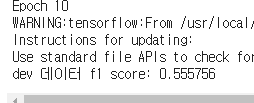 Epoch 10
WARNING:tensorflow:From /usr/local/
Instructions for updating:
Use standard file APIs to check for
dev 데이터 f1 score: 0.555756